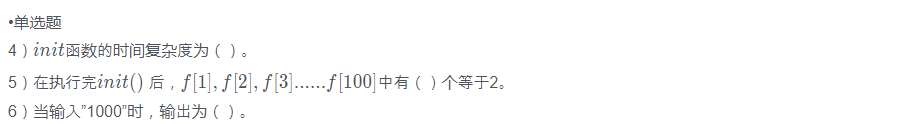 •单选题
4）init函数的时间复杂度为（ ）。
5）在执行完init() 后，f[1], f[2], f[3]......f[100]中有（ ）个等于2。
6）当输入”1000”时，输出为（ ）。